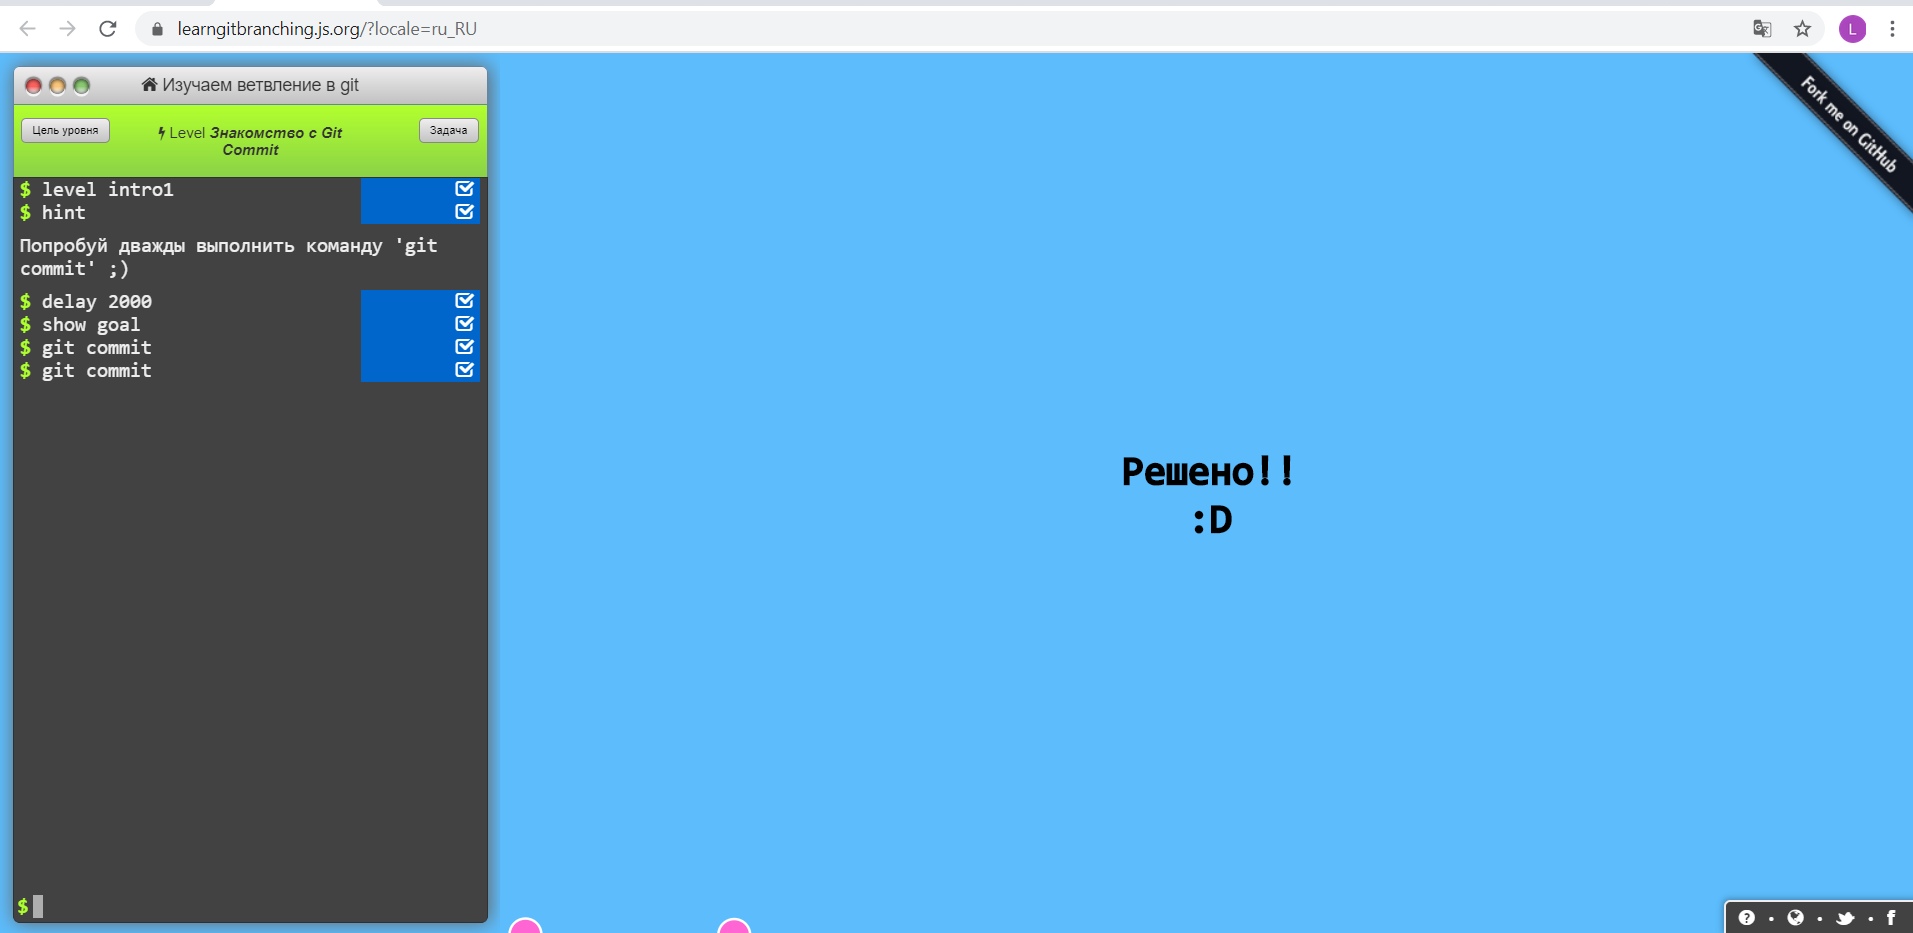 learngitbranching.js.org/?locale=ru_RU
L
Изучаем ветвление в git
Цель уровня
Level Знакомство с Git
Commit
Задача
$ level intro1
$ hint
Попробуй дважды выполнить команду 'git
commit' ;)
$ delay 2000
$ show goal
$ git commit
$ git commit
$
Решено!!
:D
Fork me on GitHub